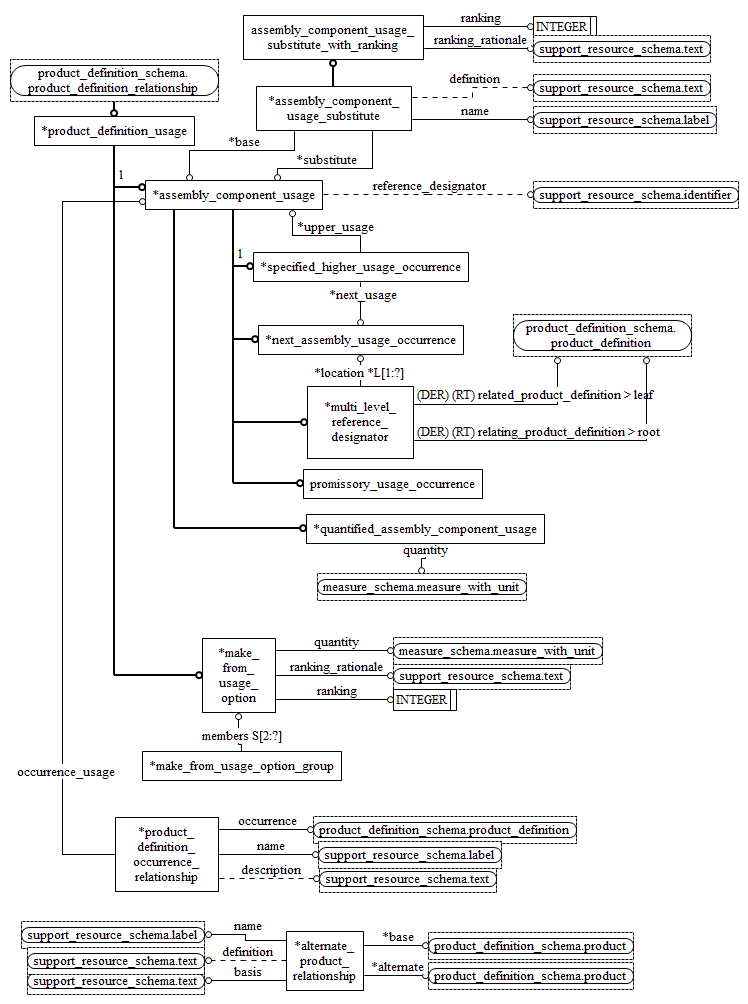 assembly_component_usage_
substitute_with_ranking
ranking
INTEGER
ranking_rationale
support_resource_schema.text
product_definition_schema.
product_definition_relationship
*assembly_component_
usage_substitute
definition
support_resource_schema.text
name
support_resource_schema.label
*product_definition_usage
*base
*substitute
1
*assembly_component_usage
reference_designator
support_resource_schema.identifier
*upper_usage
1
*specified_higher_usage_occurrence
*next_usage
*next_assembly_usage_occurrence
product_definition_schema.
product_definition
*location *L[1:?]
*multi_level_
reference_
designator
(DER) (RT) related_product_definition > leaf
(DER) (RT) relating_product_definition > root
promissory_usage_occurrence
*quantified_assembly_component_usage
quantity
measure_schema.measure_with_unit
*make_
from_
usage_
option
quantity
measure_schema.measure_with_unit
ranking_rationale
support_resource_schema.text
ranking
INTEGER
members S[2:?]
*make_from_usage_option_group
occurrence_usage
*product_
definition_
occurrence_
relationship
occurrence
product_definition_schema.product_definition
name
support_resource_schema.label
description
support_resource_schema.text
support_resource_schema.label
name
support_resource_schema.text
definition
support_resource_schema.text
basis
*alternate_
product_
relationship
*base
product_definition_schema.product
*alternate
product_definition_schema.product